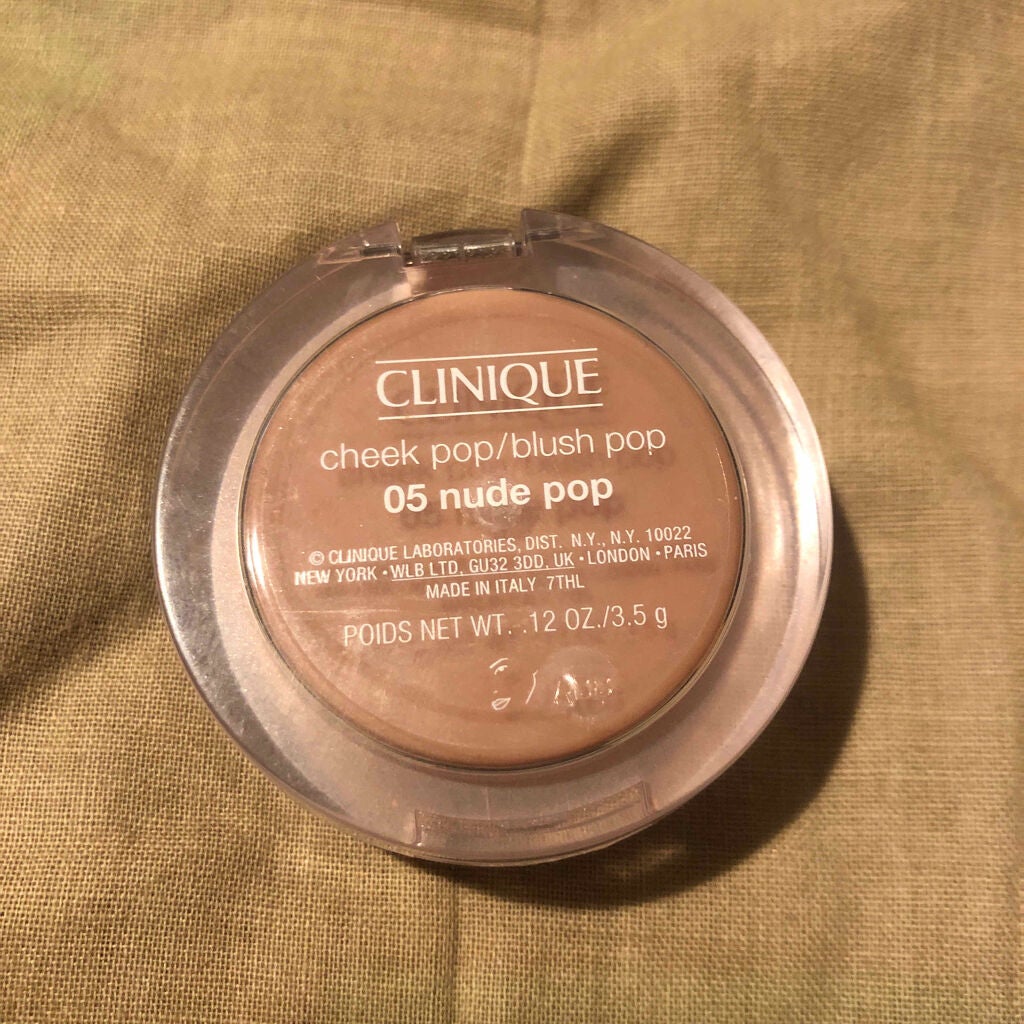 CLINIQUE
cheek pop/blush pop
05 nude pop
© CLINIQUE LABORATORIES, DIST. N.Y., N.Y. 10022
NEW YORK • WLB LTD, GU32 3DD, UK • LONDON • PARIS
MADE IN ITALY 7THL
POIDS NET WT. .12 OZ./3.5 g